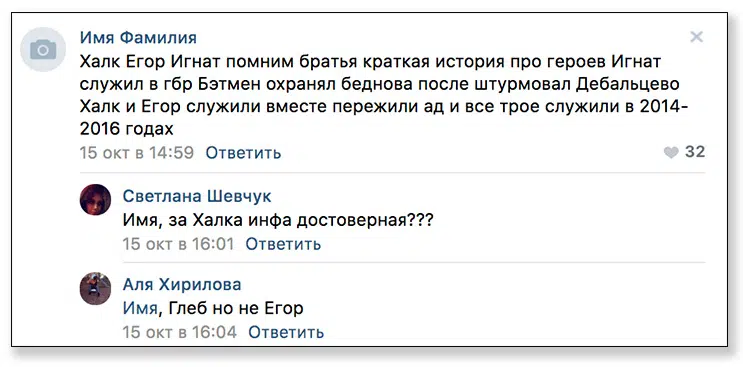 Имя Фамилия
Халк Егор Игнат помним братья краткая история про героев Игнат
служил в гбр Бэтмен охранял беднова после штурмовал Дебальцево
Халк и Егор служили вместе пережили ад и все трое служили в 2014-
2016 годах
15 окт в 14:59 Ответить 32
Светлана Шевчук
Имя, за Халка инфа достоверная???
15 окт в 16:01 Ответить
Аля Хирилова
Имя, Глеб но не Егор
15 окт в 16:04 Ответить